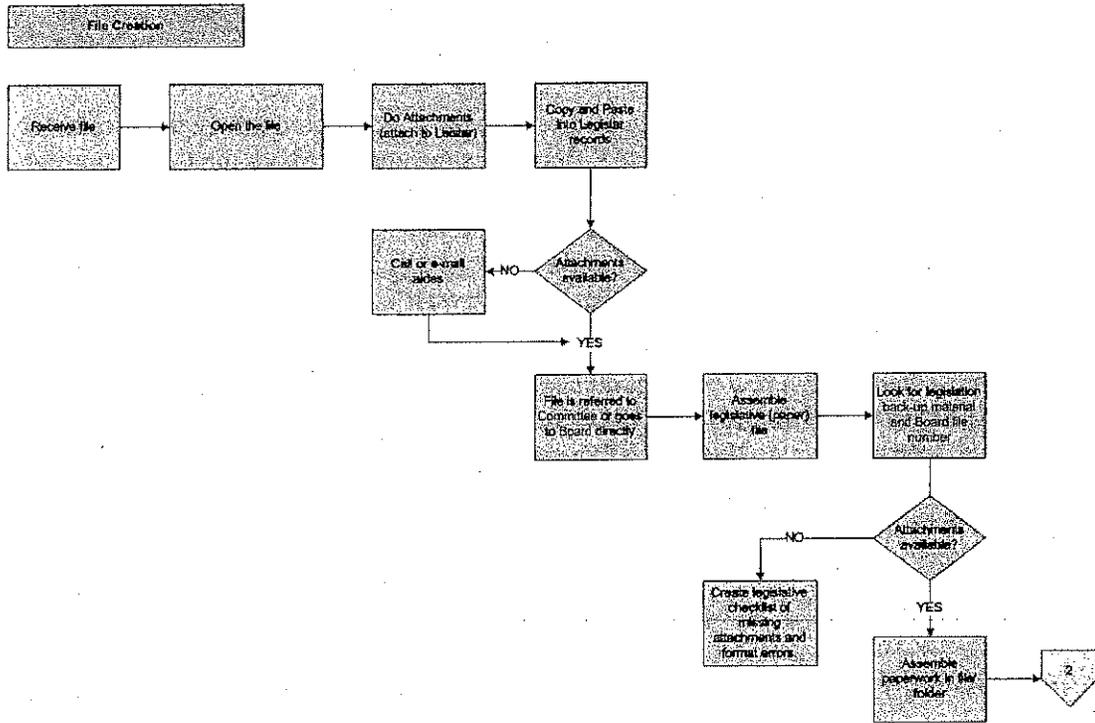 File Creation
Receive file
Open the file
Do Attachments
(attach to Legistar)
Copy and Paste
into Legistar
records
Call or e-mail
aides
NO
Attachments
available?
YES
File is referred to
Committee or goes
to Board directly
Assemble
legislative (paper)
file
Look for legislation
back-up material
and Board file
number
Attachments
available?
NO
Create legislative
checklist of
missing
attachments and
format errors
YES
Assemble
paperwork in file/
folder
2